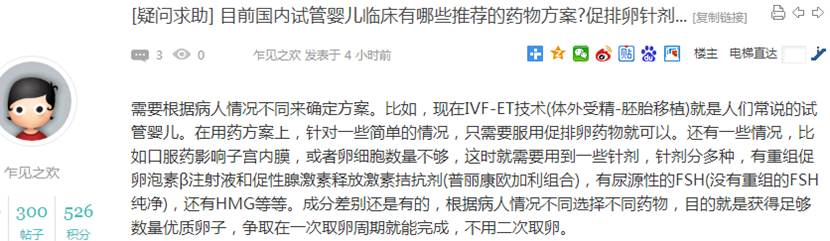 [疑问求助] 目前国内试管婴儿临床有哪些推荐的药物方案?促排卵针剂... [复制链接]
3 0 乍见之欢 发表于 4 小时前 楼主 电梯直达
需要根据病人情况不同来确定方案。比如，现在IVF-ET技术(体外受精-胚胎移植)就是人们常说的试
管婴儿。在用药方案上，针对一些简单的情况，只需要服用促排卵药物就可以。还有一些情况，比
如口服药影响子宫内膜，或者卵细胞数量不够，这时就需要用到一些针剂，针剂分多种，有重组促
卵泡素β注射液和促性腺激素释放激素拮抗剂(普丽康欧加利组合)，有尿源性的FSH(没有重组的FSH
纯净)，还有HMG等等。成分差别还是有的，根据病人情况不同选择不同药物，目的就是获得足够
数量优质卵子，争取在一次取卵周期就能完成，不用二次取卵。
乍见之欢
300 526
帖子 积分